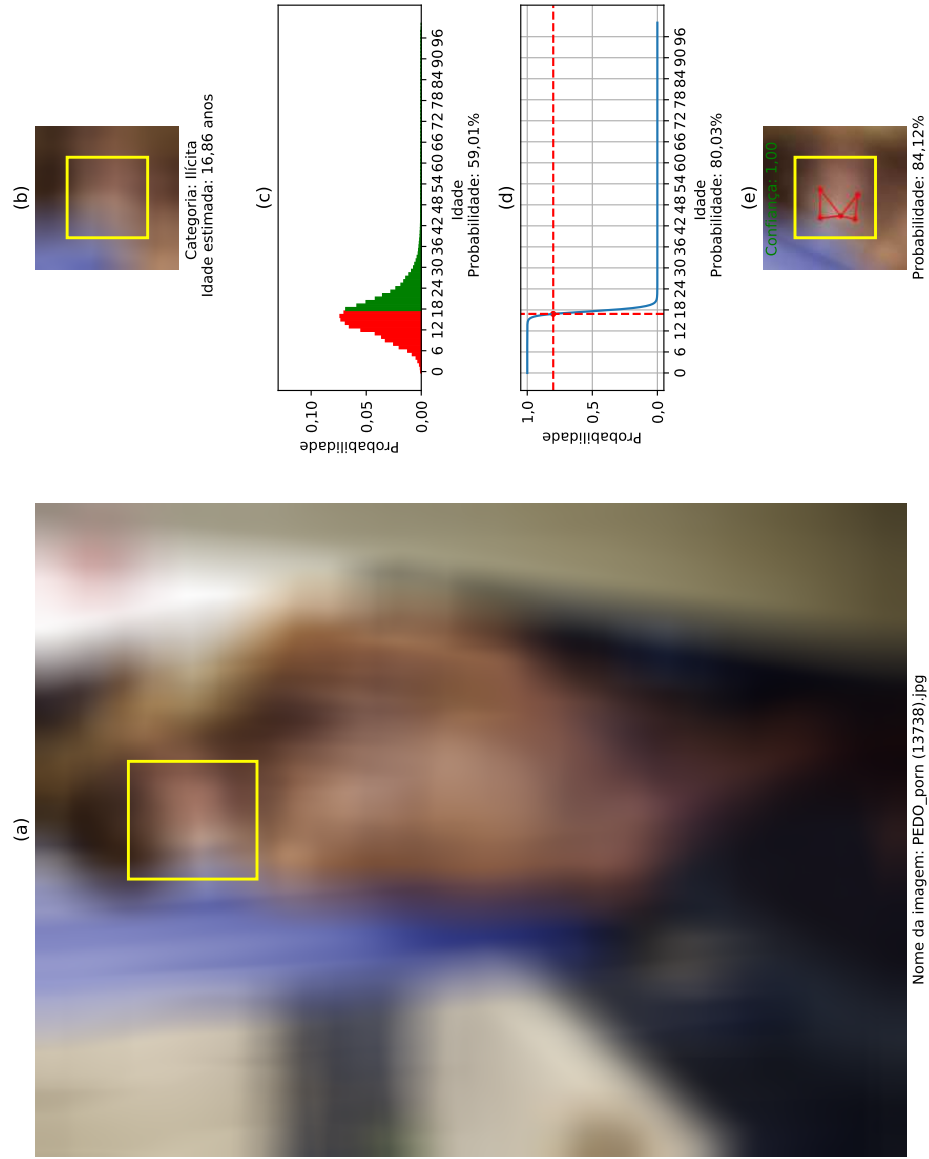 (a)
Nome da imagem: PEDO_porn (13738).jpg
(b)
Categoria: Ilícita
Idade estimada: 16,86 anos
(c)
Probabilidade
0,10
0,05
0,00
0 6 12 18 24 30 36 42 48 54 60 66 72 78 84 90 96
Idade
Probabilidade: 59,01%
(d)
Probabilidade
1,0
0,5
0,0
0 6 12 18 24 30 36 42 48 54 60 66 72 78 84 90 96
Idade
Probabilidade: 80,03%
(e)
Confiança: 1,00
Probabilidade: 84,12%